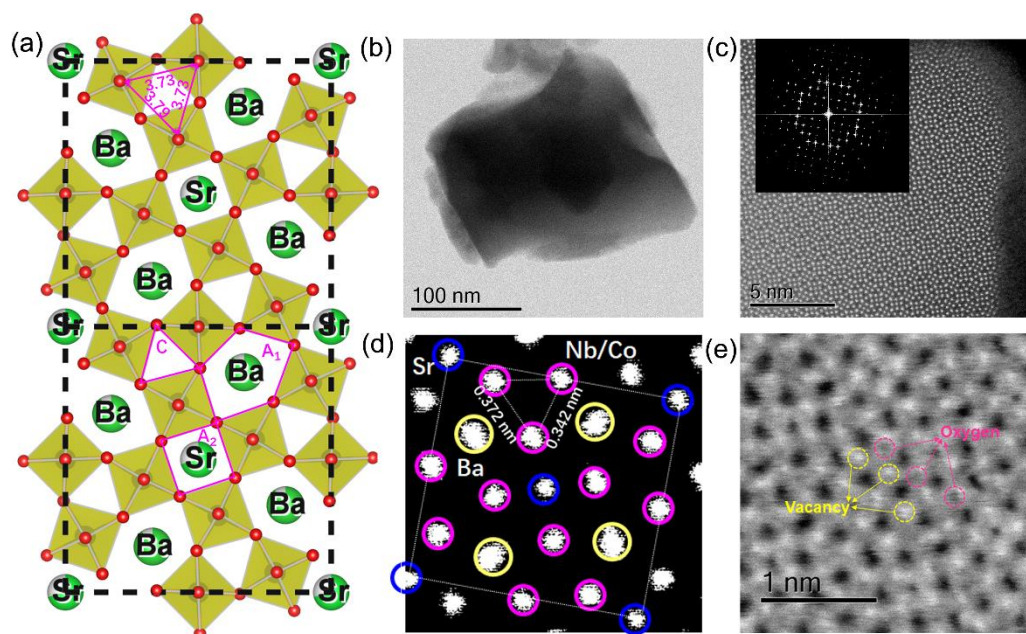 (a)
Sr
Sr
3.73
3.73
3.79
Ba
Ba
Sr
Ba
Ba
Sr
Sr
C
A1
Ba
Ba
A2
Sr
Ba
Ba
Sr
Sr
(b)
100 nm
(c)
5 nm
(d)
Sr
Nb/Co
0.372 nm
0.342 nm
Ba
(e)
Oxygen
Vacancy
1 nm